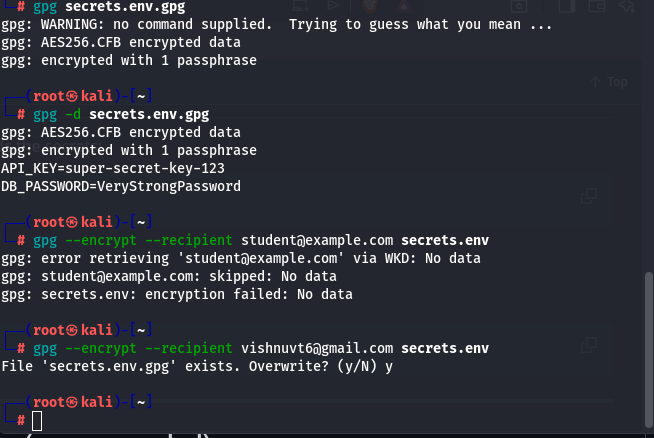 # gpg secrets.env.gpg
gpg: WARNING: no command supplied.  Trying to guess what you mean ...
gpg: AES256.CFB encrypted data
gpg: encrypted with 1 passphrase
(root㉿kali)-[~]
# gpg -d secrets.env.gpg
gpg: AES256.CFB encrypted data
gpg: encrypted with 1 passphrase
API_KEY=super-secret-key-123
DB_PASSWORD=VeryStrongPassword
(root㉿kali)-[~]
# gpg --encrypt --recipient student@example.com secrets.env
gpg: error retrieving 'student@example.com' via WKD: No data
gpg: student@example.com: skipped: No data
gpg: secrets.env: encryption failed: No data
(root㉿kali)-[~]
# gpg --encrypt --recipient vishnuvt6@gmail.com secrets.env
File 'secrets.env.gpg' exists. Overwrite? (y/N) y
(root㉿kali)-[~]
#
↑ Top